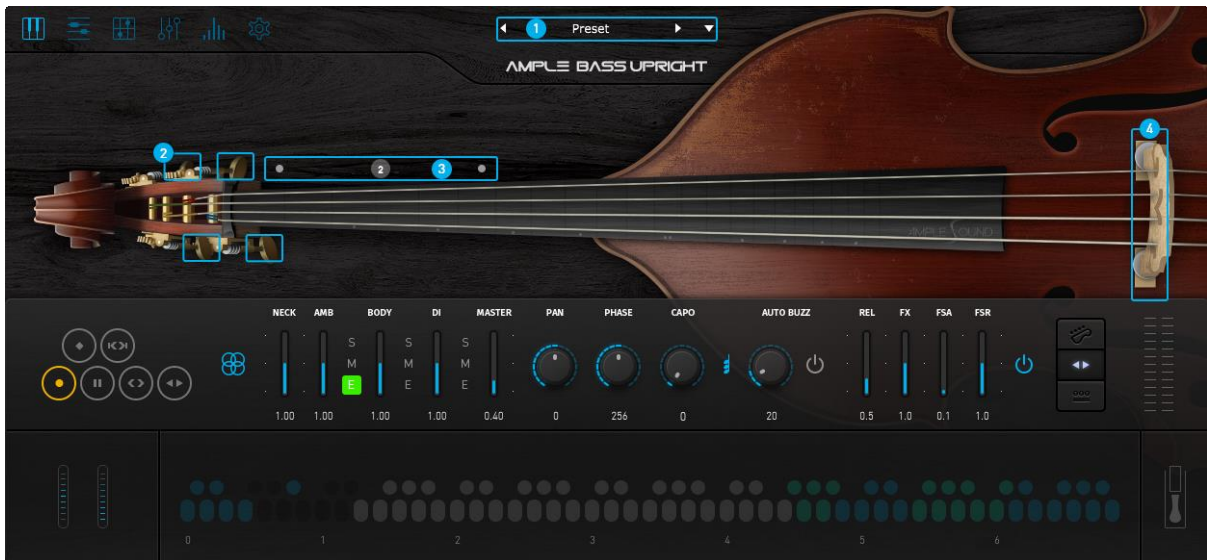 1 Preset
AMPLE BASS UPRIGHT
4
2
2 3
AMPLE SOUND
NECK AMB BODY DI MASTER PAN PHASE CAPO AUTO BUZZ REL FX FSA FSR
S S S
M M M
E E E
1.00 1.00 1.00 1.00 0.40 0 256 0 20 0.5 1.0 0.1 1.0
0 1 2 3 4 5 6